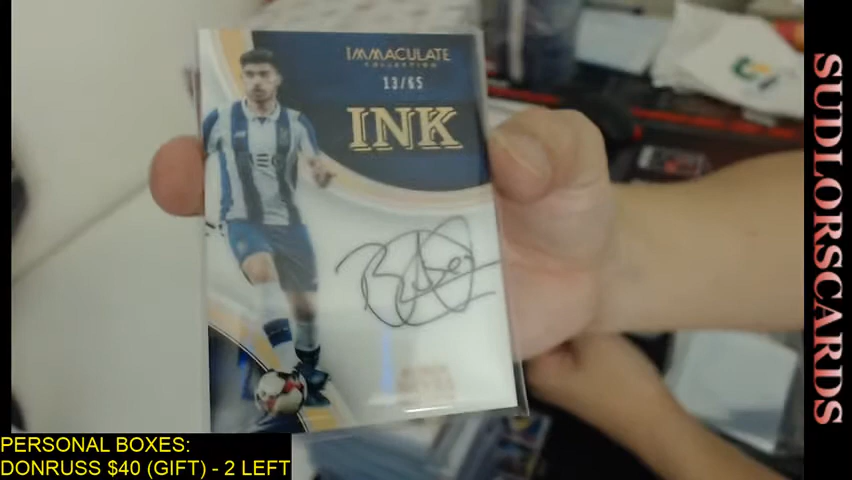 IMMACULATE
COLLECTION
13/65
INK
SUDLORSCARDS
PERSONAL BOXES:
DONRUSS $40 (GIFT) - 2 LEFT